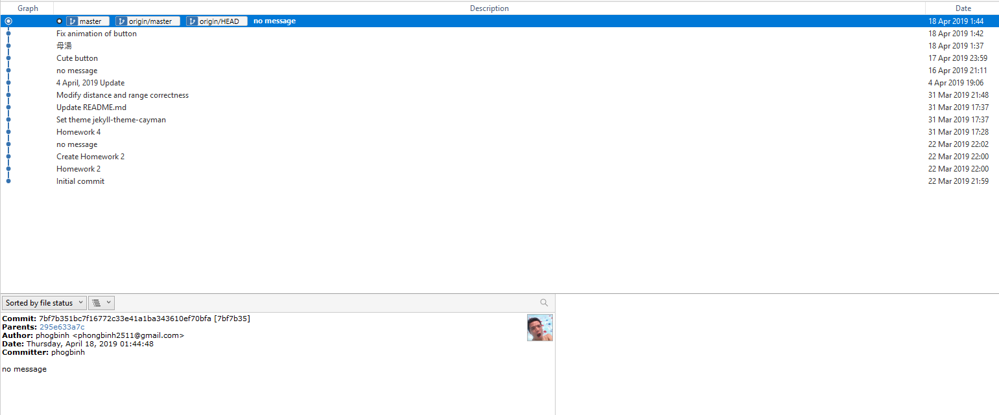 Graph Description Date
master origin/master origin/HEAD no message 18 Apr 2019 1:44
Fix animation of button 18 Apr 2019 1:42
母湯 18 Apr 2019 1:37
Cute button 17 Apr 2019 23:59
no message 16 Apr 2019 21:11
4 April, 2019 Update 4 Apr 2019 19:06
Modify distance and range correctness 31 Mar 2019 21:48
Update README.md 31 Mar 2019 17:37
Set theme jekyll-theme-cayman 31 Mar 2019 17:37
Homework 4 31 Mar 2019 17:28
no message 22 Mar 2019 22:02
Create Homework 2 22 Mar 2019 22:00
Homework 2 22 Mar 2019 22:00
Initial commit 22 Mar 2019 21:59
Sorted by file status
Commit: 7bf7b351bc7f16772c33e41a1ba343610ef70bfa [7bf7b35]
Parents: 295e633a7c
Author: phogbinh <phongbinh2511@gmail.com>
Date: Thursday, April 18, 2019 01:44:48
Committer: phogbinh
no message